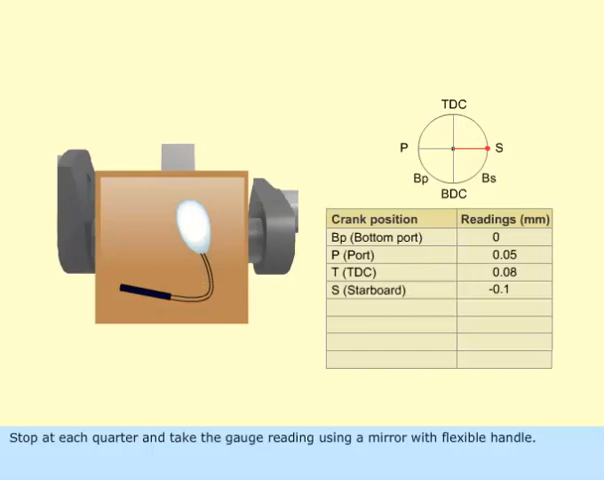 TDC
P
S
Bp
Bs
BDC
Crank position Readings (mm)
Bp (Bottom port) 0
P (Port) 0.05
T (TDC) 0.08
S (Starboard) -0.1
Stop at each quarter and take the gauge reading using a mirror with flexible handle.